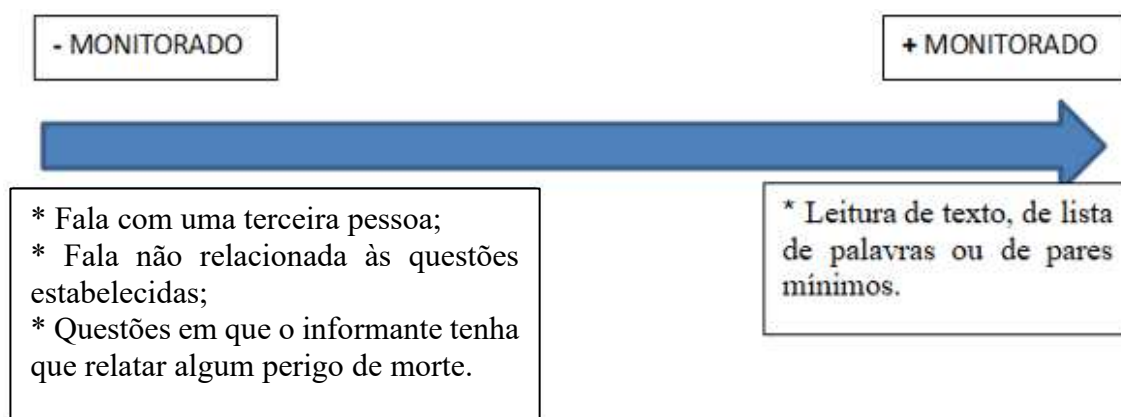 - MONITORADO
+ MONITORADO
* Fala com uma terceira pessoa;
* Fala não relacionada às questões
estabelecidas;
* Questões em que o informante tenha
que relatar algum perigo de morte.
* Leitura de texto, de lista
de palavras ou de pares
mínimos.